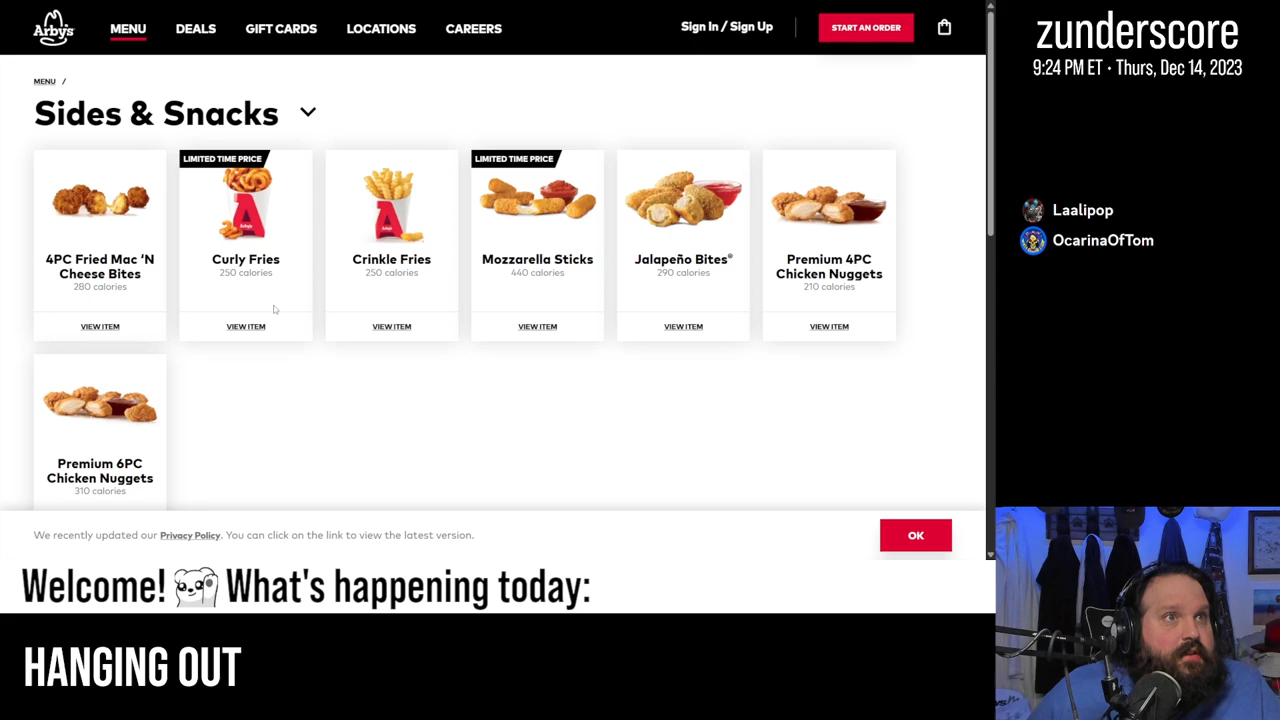 Arby's
MENU
DEALS
GIFT CARDS
LOCATIONS
CAREERS
Sign In / Sign Up
START AN ORDER
MENU /
Sides & Snacks
4PC Fried Mac 'N
Cheese Bites
280 calories
VIEW ITEM
LIMITED TIME PRICE
Curly Fries
250 calories
VIEW ITEM
Crinkle Fries
250 calories
VIEW ITEM
LIMITED TIME PRICE
Mozzarella Sticks
440 calories
VIEW ITEM
Jalapeño Bites®
290 calories
VIEW ITEM
Premium 4PC
Chicken Nuggets
210 calories
VIEW ITEM
Premium 6PC
Chicken Nuggets
310 calories
We recently updated our Privacy Policy. You can click on the link to view the latest version.
OK
zunderscore
9:24 PM ET • Thurs, Dec 14, 2023
Laalipop
OcarinaOfTom
Welcome! What's happening today:
HANGING OUT